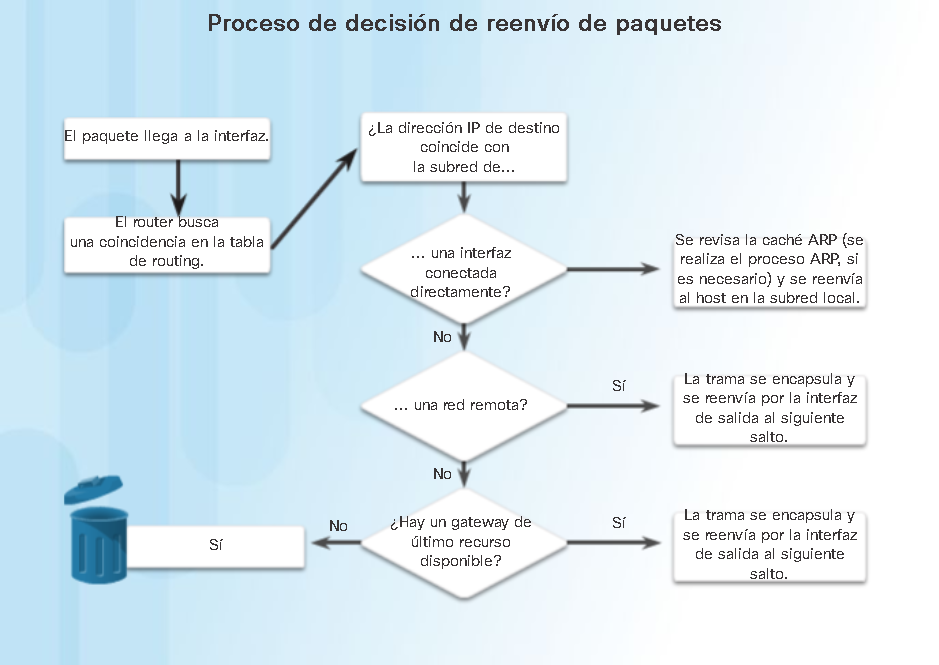 Proceso de decisión de reenvío de paquetes
El paquete llega a la interfaz.
El router busca
una coincidencia en la tabla
de routing.
¿La dirección IP de destino
coincide con
la subred de...
... una interfaz
conectada
directamente?
Se revisa la caché ARP (se
realiza el proceso ARP, si
es necesario) y se reenvía
al host en la subred local.
No
... una red remota?
Sí
La trama se encapsula y
se reenvía por la interfaz
de salida al siguiente
salto.
No
¿Hay un gateway de
último recurso
disponible?
Sí
La trama se encapsula y
se reenvía por la interfaz
de salida al siguiente
salto.
No
Sí